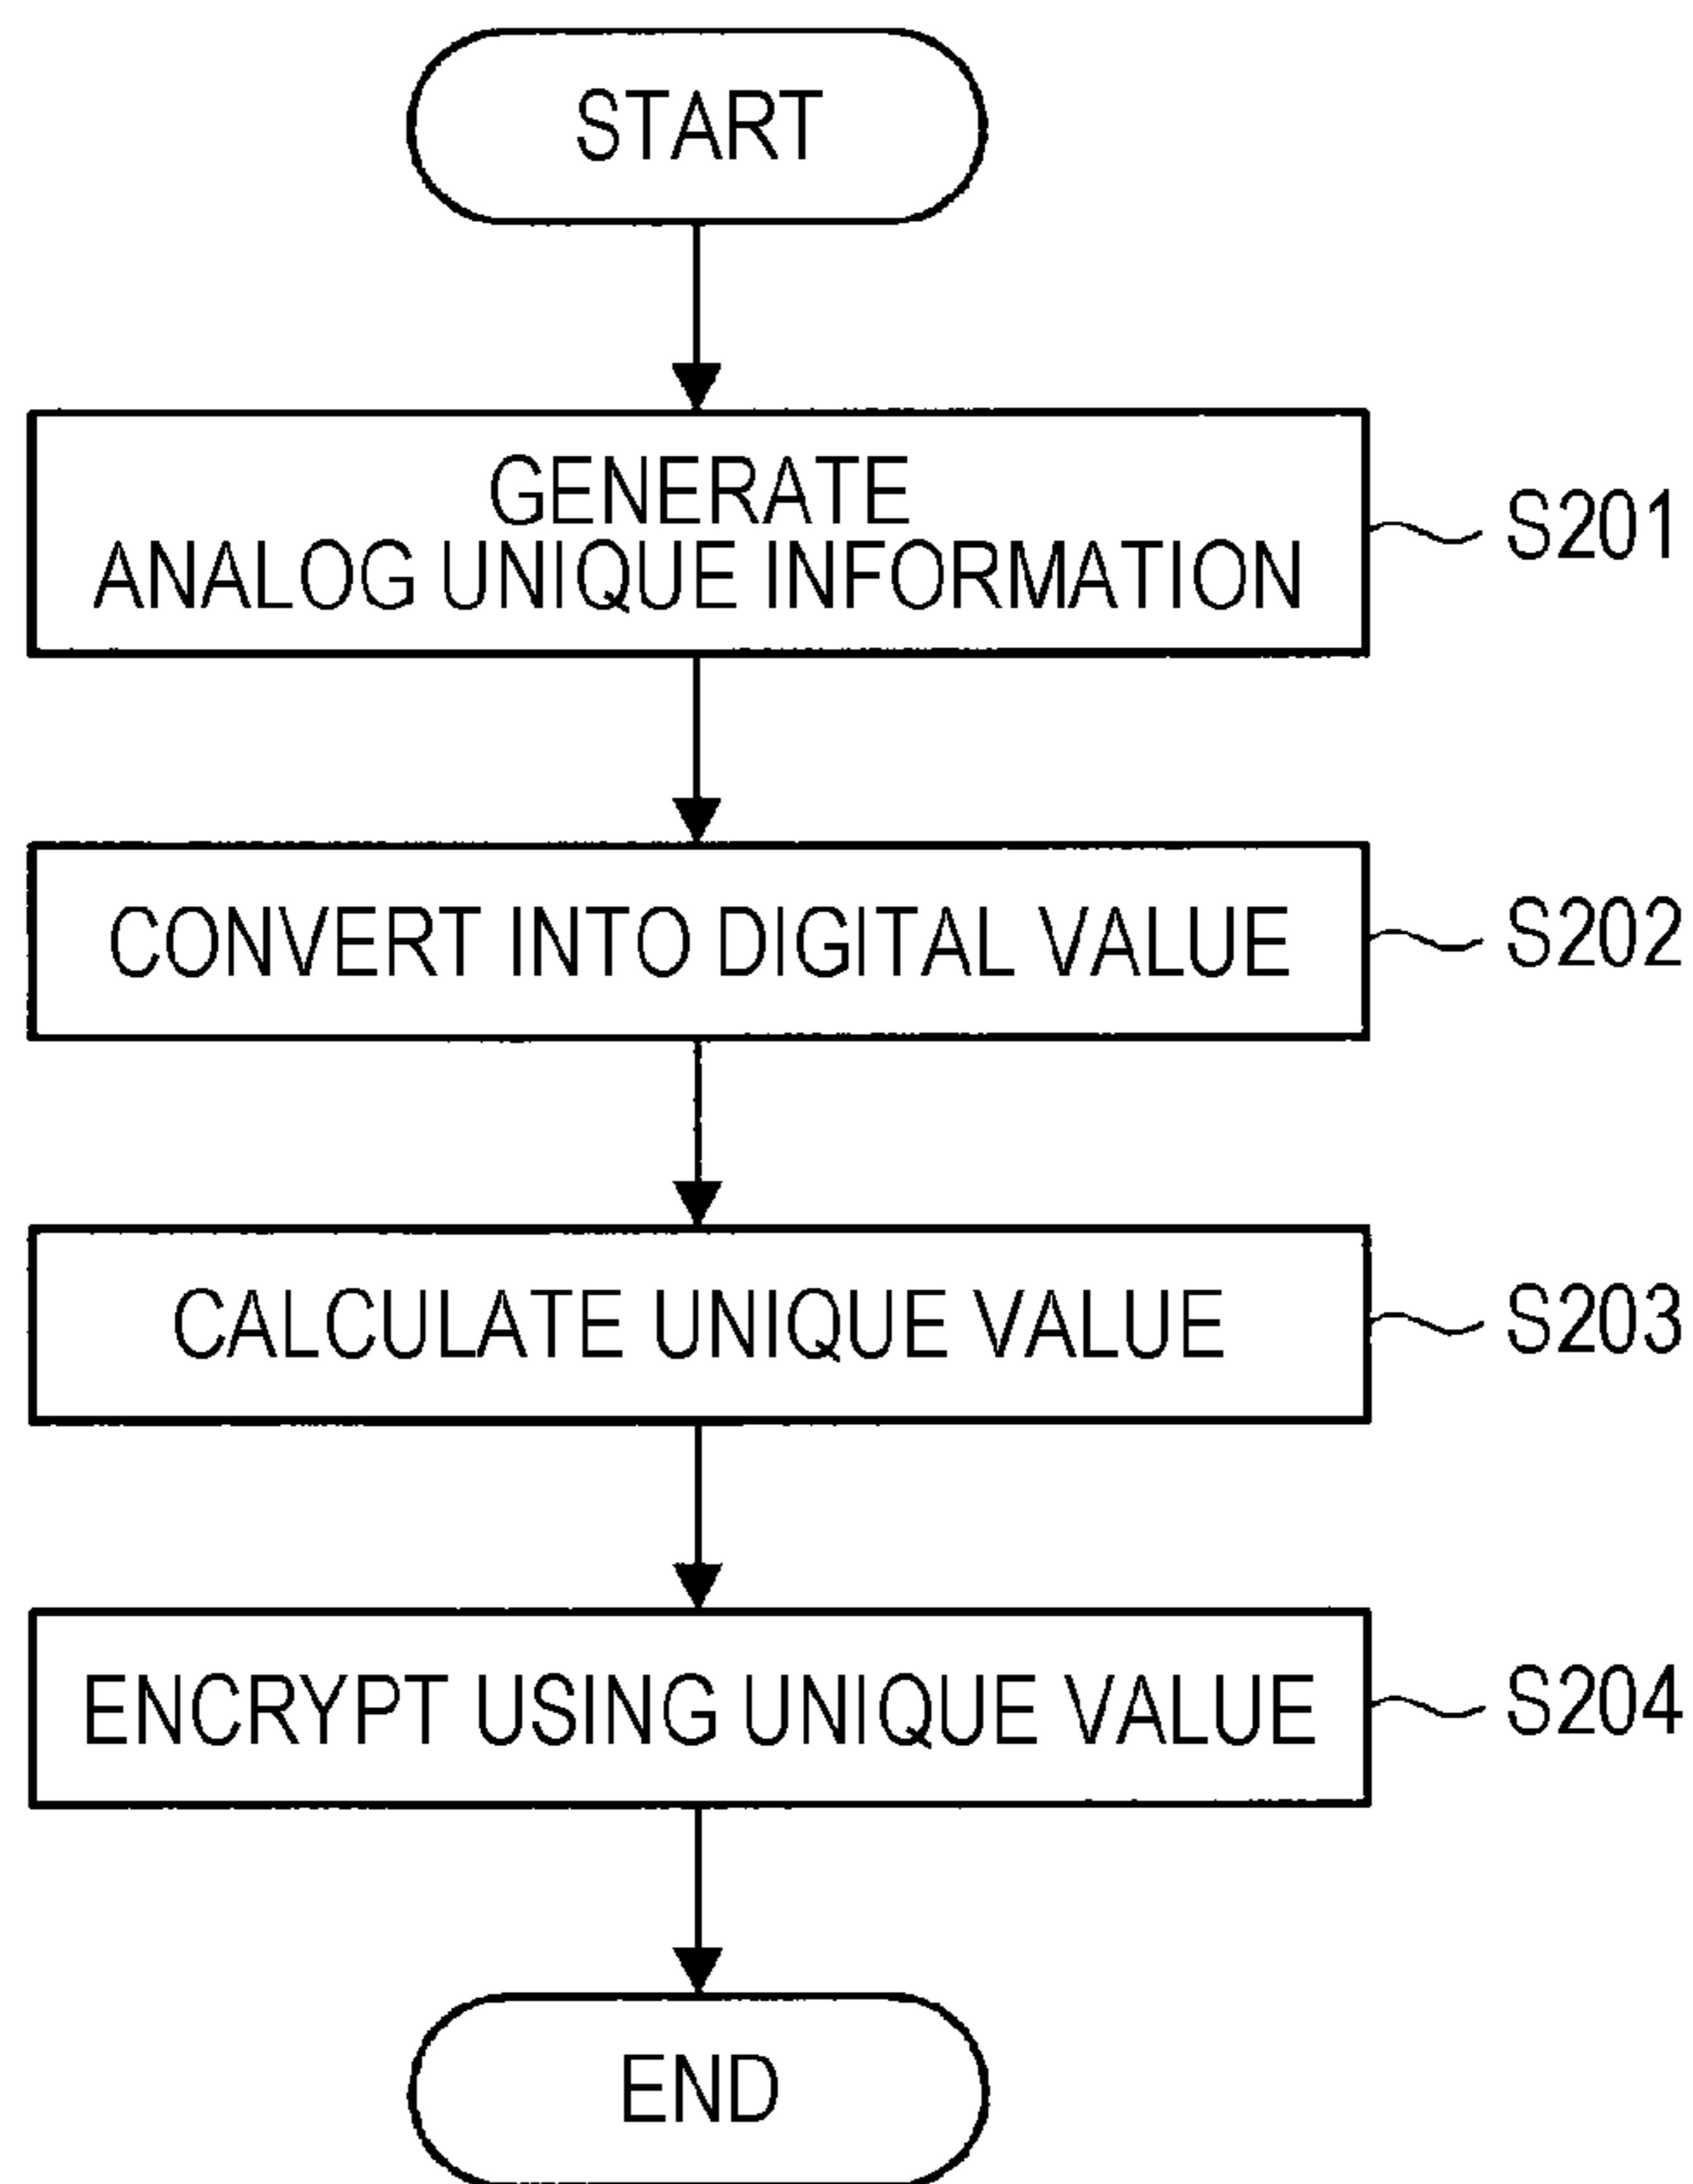 START
GENERATE
ANALOG UNIQUE INFORMATION
S201
CONVERT INTO DIGITAL VALUE
S202
CALCULATE UNIQUE VALUE
S203
ENCRYPT USING UNIQUE VALUE
S204
END